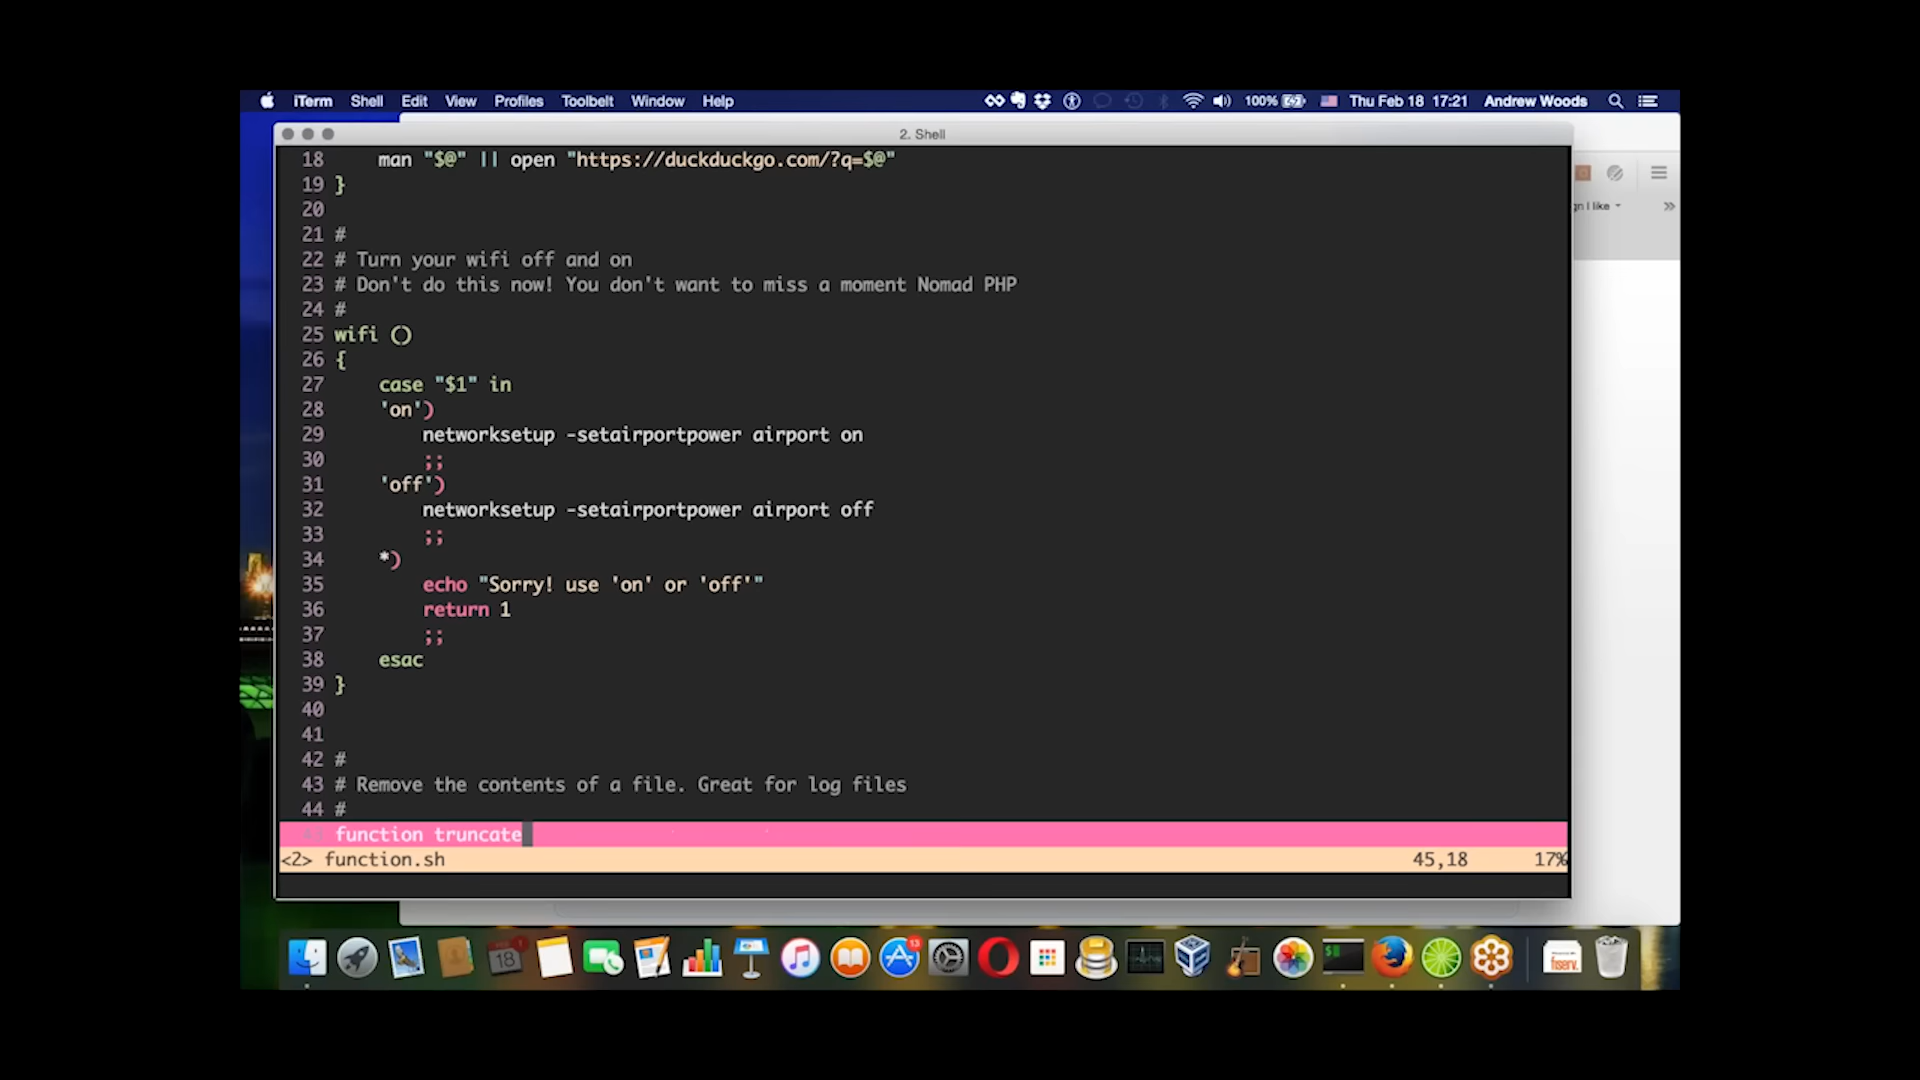 iTerm Shell Edit View Profiles Toolbelt Window Help 100% Thu Feb 18 17:21 Andrew Woods
2. Shell
gn I like
18 man "$@" || open "https://duckduckgo.com/?q=$@"
19 }
20
21 #
22 # Turn your wifi off and on
23 # Don't do this now! You don't want to miss a moment Nomad PHP
24 #
25 wifi ()
26 {
27 case "$1" in
28 'on')
29 networksetup -setairportpower airport on
30 ;;
31 'off')
32 networksetup -setairportpower airport off
33 ;;
34 *)
35 echo "Sorry! use 'on' or 'off'"
36 return 1
37 ;;
38 esac
39 }
40
41
42 #
43 # Remove the contents of a file. Great for log files
44 #
function truncate
<2> function.sh 45,18 17%
18
13
fiserv.